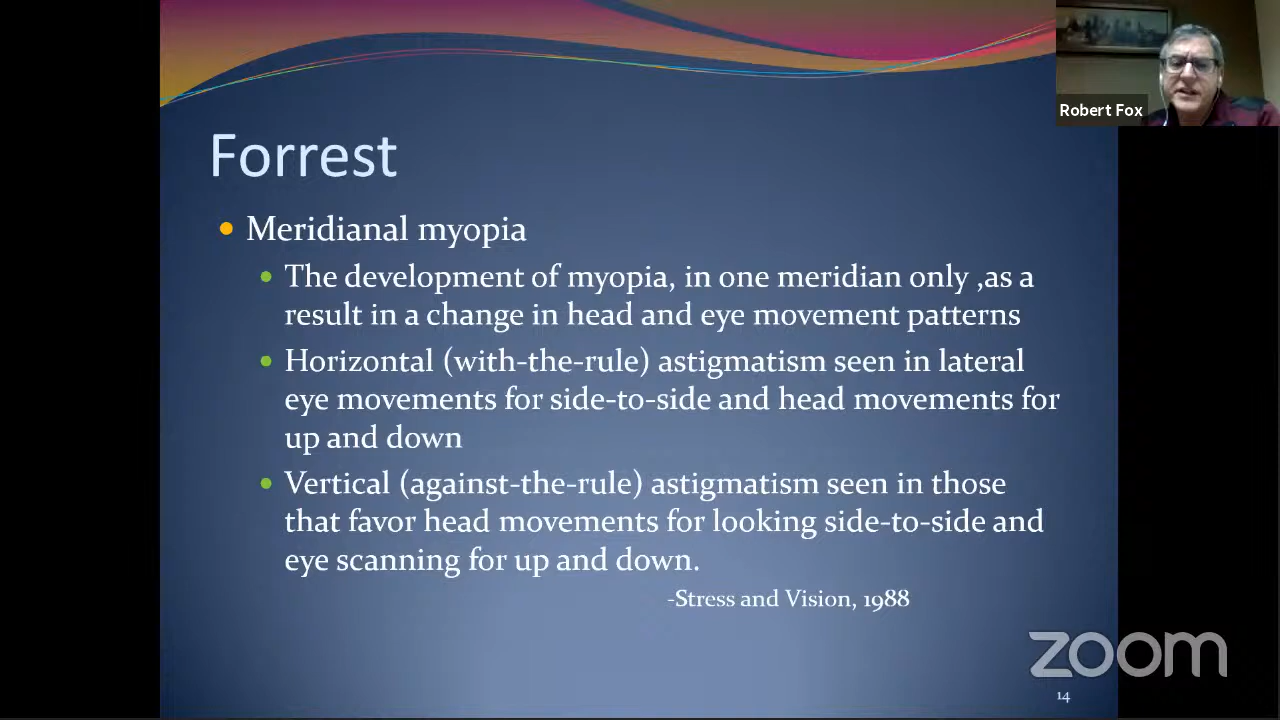 Robert Fox
Forrest
Meridianal myopia
The development of myopia, in one meridian only ,as a
result in a change in head and eye movement patterns
Horizontal (with-the-rule) astigmatism seen in lateral
eye movements for side-to-side and head movements for
up and down
Vertical (against-the-rule) astigmatism seen in those
that favor head movements for looking side-to-side and
eye scanning for up and down.
-Stress and Vision, 1988
zoom
14